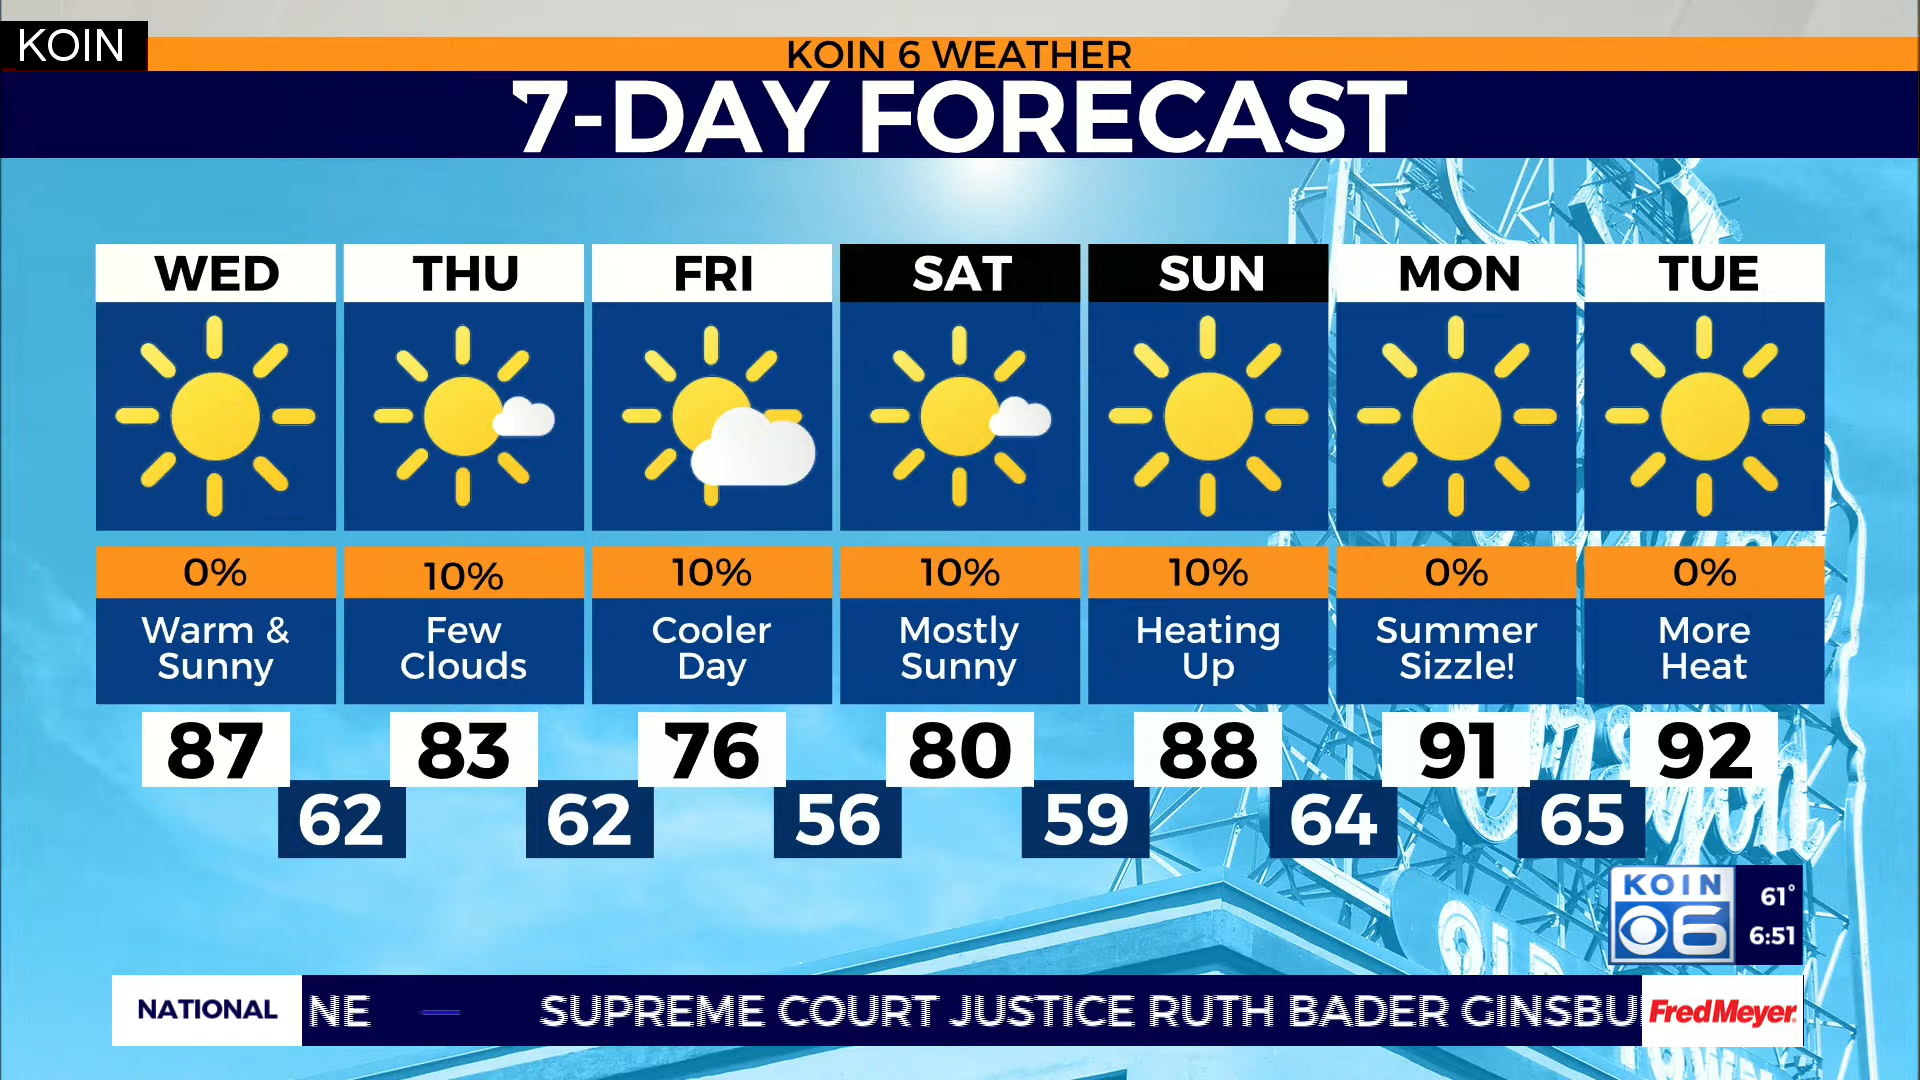 KOIN
KOIN 6 WEATHER
7-DAY FORECAST
WED THU FRI SAT SUN MON TUE
0% 10% 10% 10% 10% 0% 0%
Warm & Few Cooler Mostly Heating Summer More
Sunny Clouds Day Sunny Up Sizzle! Heat
87 83 76 80 88 91 92
62 62 56 59 64 65
KOIN
6
61°
6:51
NATIONAL
NE — SUPREME COURT JUSTICE RUTH BADER GINSBU
Fred Meyer
OLD